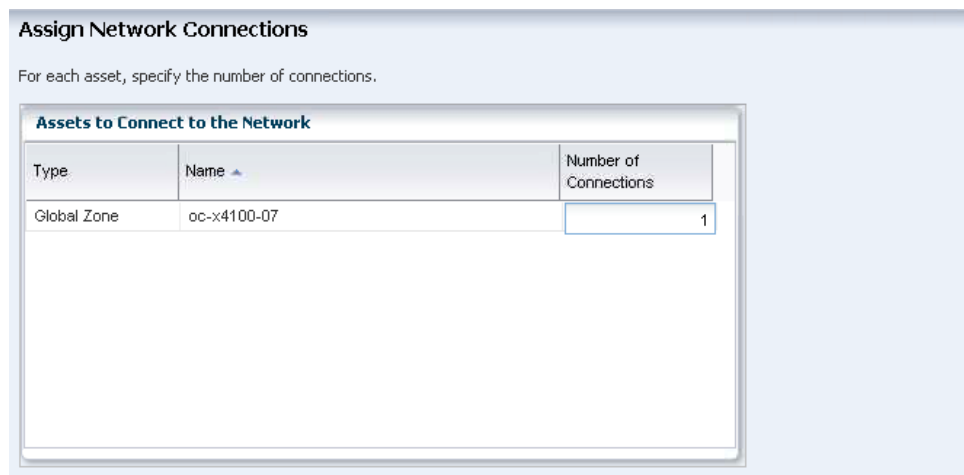 Assign Network Connections
For each asset, specify the number of connections.
Assets to Connect to the Network
Type Name Number of
Connections
Global Zone oc-x4100-07 1